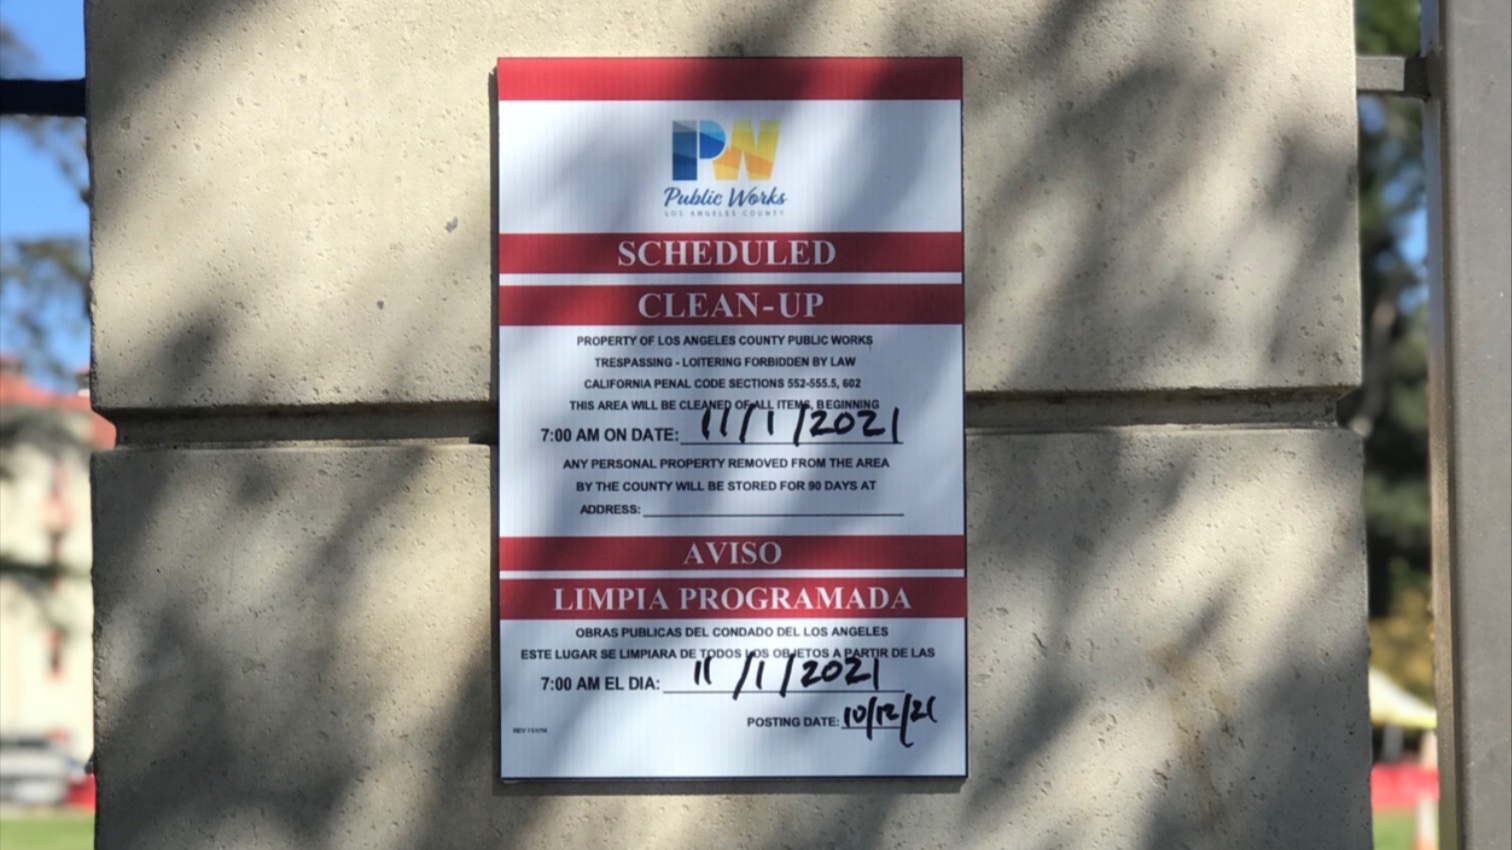 PW
Public Works
LOS ANGELES COUNTY
SCHEDULED
CLEAN-UP
PROPERTY OF LOS ANGELES COUNTY PUBLIC WORKS
TRESPASSING - LOITERING FORBIDDEN BY LAW
CALIFORNIA PENAL CODE SECTIONS 552-555.5, 602
THIS AREA WILL BE CLEANED OF ALL ITEMS, BEGINNING
7:00 AM ON DATE: 11/1/2021
ANY PERSONAL PROPERTY REMOVED FROM THE AREA
BY THE COUNTY WILL BE STORED FOR 90 DAYS AT
ADDRESS:
AVISO
LIMPIA PROGRAMADA
OBRAS PUBLICAS DEL CONDADO DEL LOS ANGELES
ESTE LUGAR SE LIMPIARA DE TODOS LOS OBJETOS A PARTIR DE LAS
7:00 AM EL DIA: 11/1/2021
POSTING DATE: 10/12/21
REV